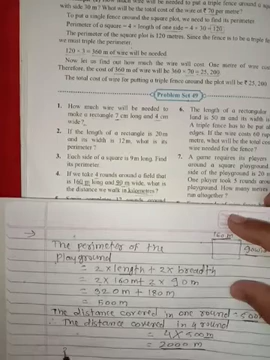 with side 30 m? What will be the total cost of the wire at ₹ 70 per metre?
To put a single fence around the square plot, we need to find its perimeter.
Perimeter of a square = 4 × length of one side = 4 × 30 = 120
The perimeter of the square plot is 120 metres. Since the fence is to be a triple
we must triple the perimeter.
120 × 3 = 360 m of wire will be needed.
Now let us find out how much the wire will cost. One metre of wire
Therefore, the cost of 360 m of wire will be 360 × 70 = 25,200.
The total cost of wire for putting a triple fence around the plot will be ₹ 25,200
Problem Set 49
1. How much wire will be needed to
make a rectangle 7 cm long and 4 cm
wide?
2. If the length of a rectangle is 20 m
and its width is 12 m, what is its
perimeter?
3. Each side of a square is 9 m long. Find
its perimeter.
4. If we take 4 rounds around a field that
is 160 m long and 90 m wide, what is
the distance we walk in kilometres?
6. The length of a rectangular
land is 50 m and its width is
A triple fence has to be put
edges. If the wire costs 60
metre, what will be the total cost
wire needed for the fence?
7. A game requires its players
around a square playground.
side of the playground is 20
One player took 5 rounds
playground. How many metres
run altogether?
160 m
90 m
The perimeter of the
playground
= 2 × length + 2 × breadth
= 2 × 160 + 2 × 90 m
= 320 m + 180 m
= 500 m
The distance covered in one round = 500
∴ The distance covered in 4 round
= 4 × 500 m
= 2000 m